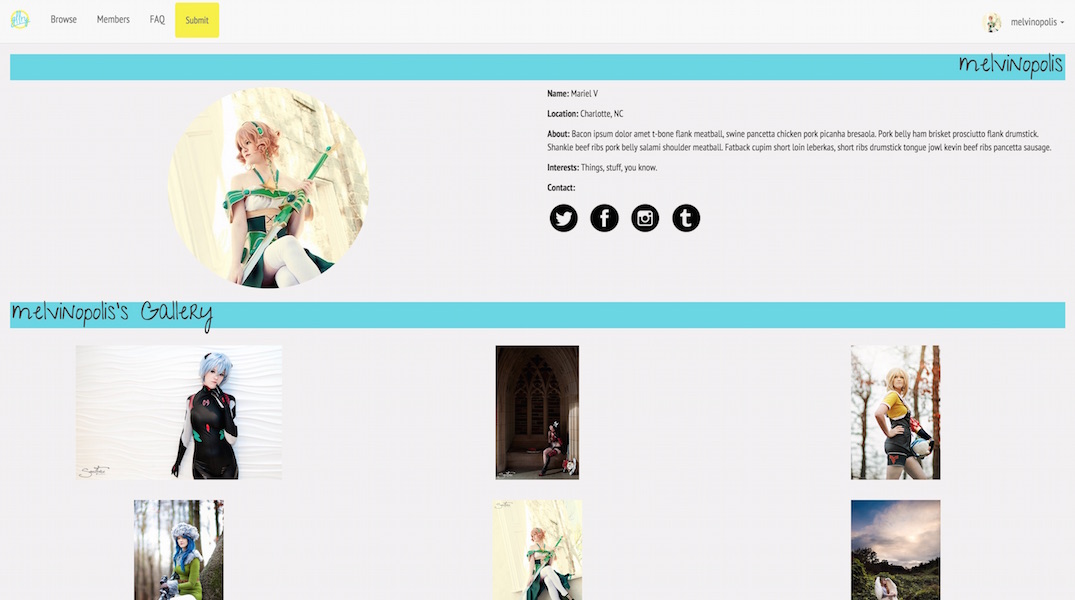 Browse Members FAQ Submit melvinopolis
melvinopolis
Name: Mariel V
Location: Charlotte, NC
About: Bacon ipsum dolor amet t-bone flank meatball, swine pancetta chicken pork picanha bresaola. Pork belly ham brisket prosciutto flank drumstick.
Shankle beef ribs pork belly salami shoulder meatball. Fatback cupim short loin leberkas, short ribs drumstick tongue jowl kevin beef ribs pancetta sausage.
Interests: Things, stuff, you know.
Contact:
melvinopolis's Gallery